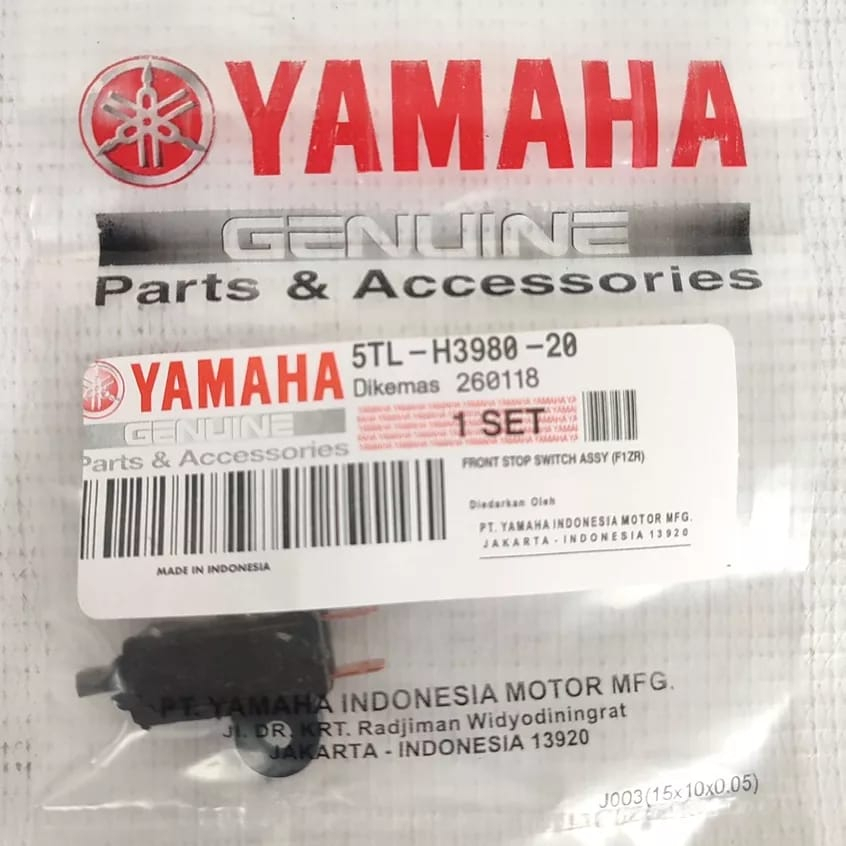 YAMAHA
GENUINE
Parts & Accessories
YAMAHA
GENUINE
Parts & Accessories
5TL-H3980-20
Dikemas 260118
1 SET
FRONT STOP SWITCH ASSY (F1ZR)
Diedarkan Oleh
PT. YAMAHA INDONESIA MOTOR MFG.
JAKARTA - INDONESIA 13920
MADE IN INDONESIA
PT. YAMAHA INDONESIA MOTOR MFG.
Jl. DR. KRT. Radjiman Widyodiningrat
JAKARTA - INDONESIA 13920
J003(15x10x0.05)